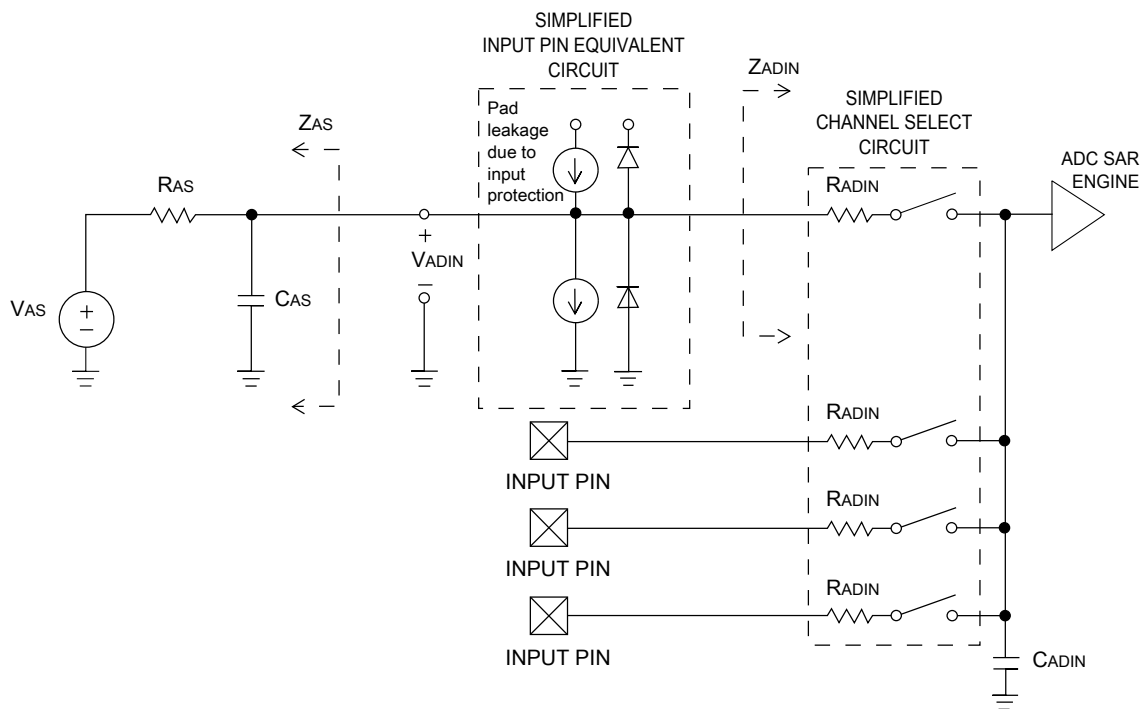 SIMPLIFIED
INPUT PIN EQUIVALENT
CIRCUIT
Pad
leakage
due to
input
protection
ZAS
ZADIN
SIMPLIFIED
CHANNEL SELECT
CIRCUIT
ADC SAR
ENGINE
RAS
RADIN
+
VADIN
–
VAS
+
–
CAS
RADIN
INPUT PIN
RADIN
INPUT PIN
RADIN
INPUT PIN
CADIN